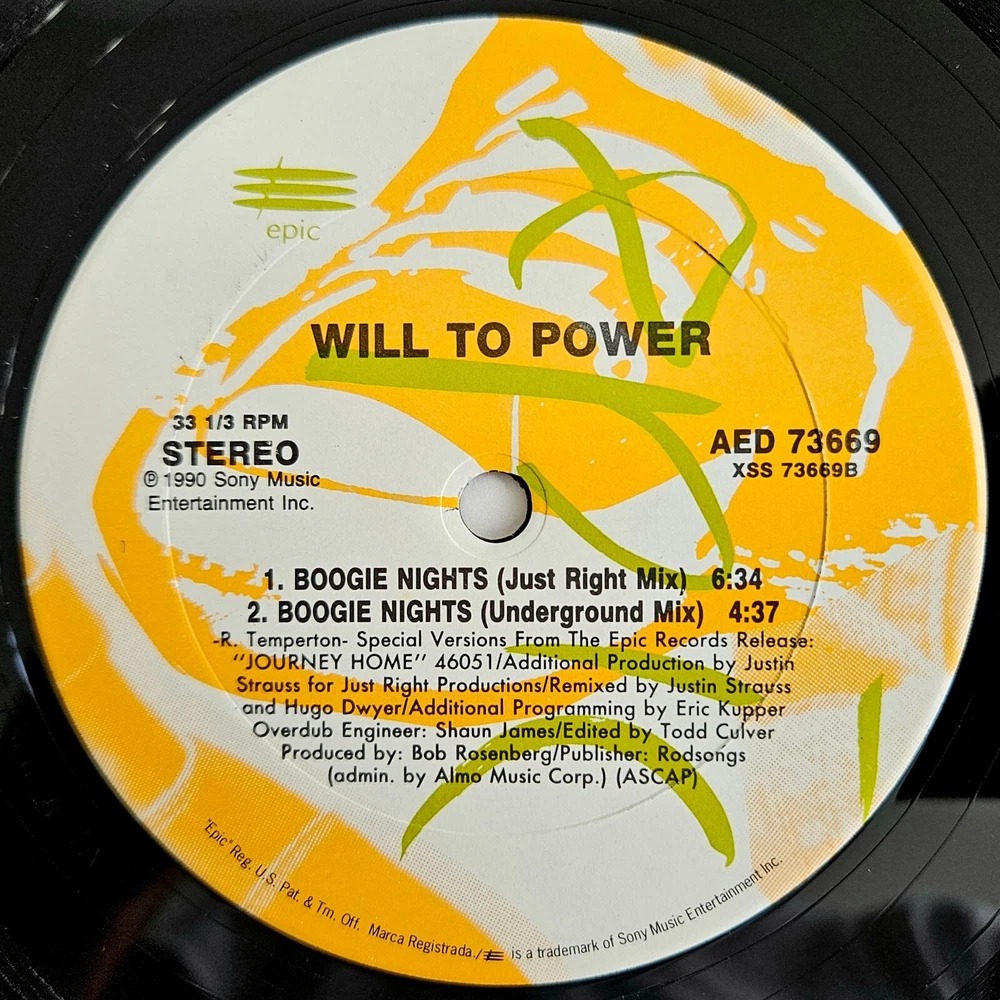 epic
WILL TO POWER
33 1/3 RPM
STEREO
℗ 1990 Sony Music
Entertainment Inc.
AED 73669
XSS 73669B
1. BOOGIE NIGHTS (Just Right Mix) 6:34
2. BOOGIE NIGHTS (Underground Mix) 4:37
-R. Temperton- Special Versions From The Epic Records Release:
"JOURNEY HOME" 46051/Additional Production by Justin
Strauss for Just Right Productions/Remixed by Justin Strauss
and Hugo Dwyer/Additional Programming by Eric Kupper
Overdub Engineer: Shaun James/Edited by Todd Culver
Produced by: Bob Rosenberg/Publisher: Rodsongs
(admin. by Almo Music Corp.) (ASCAP)
"Epic" Reg. U.S. Pat. & Tm. Off. Marca Registrada./ is a trademark of Sony Music Entertainment Inc.